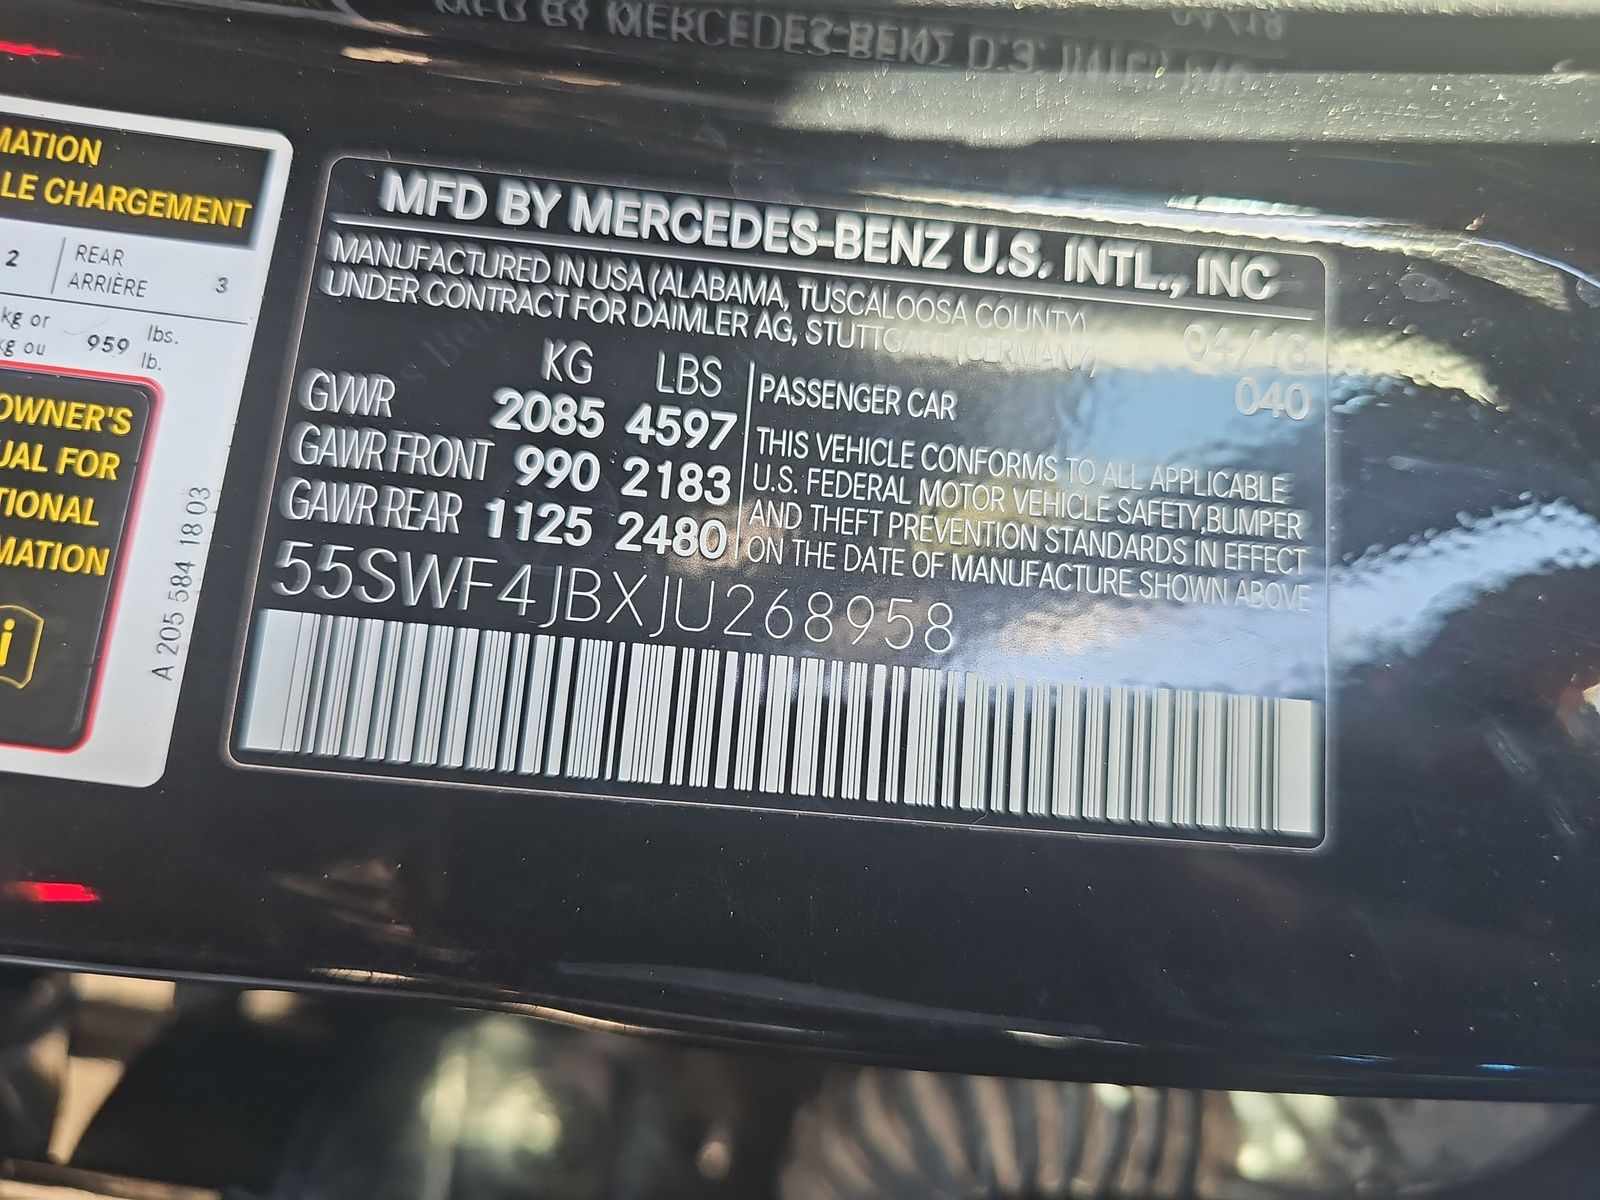 MFD BY MERCEDES-BENZ U.S. INTL., INC
MANUFACTURED IN USA (ALABAMA, TUSCALOOSA COUNTY)
UNDER CONTRACT FOR DAIMLER AG, STUTTGART (GERMANY) 04/18
KG LBS 040
GVWR 2085 4597
GAWR FRONT 990 2183
GAWR REAR 1125 2480
PASSENGER CAR
THIS VEHICLE CONFORMS TO ALL APPLICABLE
U.S. FEDERAL MOTOR VEHICLE SAFETY,BUMPER
AND THEFT PREVENTION STANDARDS IN EFFECT
ON THE DATE OF MANUFACTURE SHOWN ABOVE
55SWF4JBXJU268958
MATION
LE CHARGEMENT
2 REAR 3
ARRIÈRE
kg or 959 lbs.
kg ou lb.
OWNER'S
UAL FOR
TIONAL
MATION
i
A 205 584 18 03